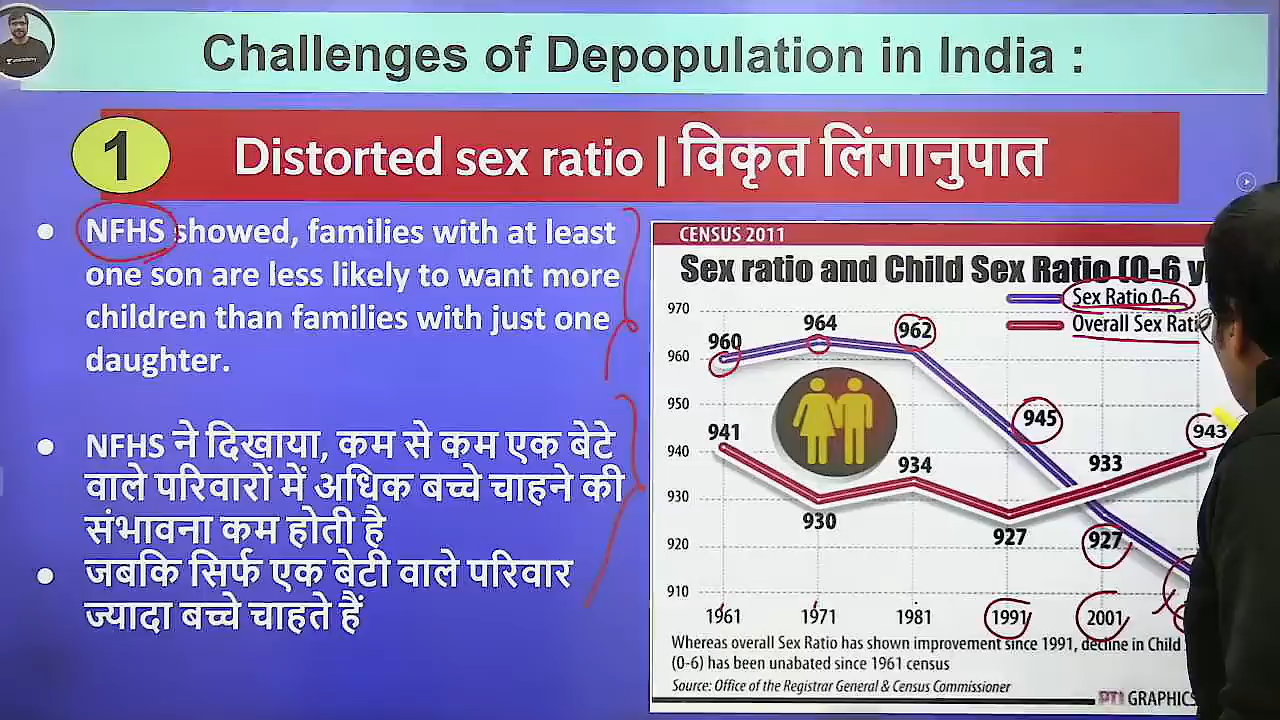 Challenges of Depopulation in India :
1
Distorted sex ratio | विकृत लिंगानुपात
NFHS showed, families with at least
one son are less likely to want more
children than families with just one
daughter.
NFHS ने दिखाया, कम से कम एक बेटे
वाले परिवारों में अधिक बच्चे चाहने की
संभावना कम होती है
जबकि सिर्फ एक बेटी वाले परिवार
ज्यादा बच्चे चाहते हैं
CENSUS 2011
Sex ratio and Child Sex Ratio (0-6 y
Sex Ratio 0-6
Overall Sex Rati
970
960
950
940
930
920
910
960
964
962
945
927
941
930
934
927
933
943
1961
1971
1981
1991
2001
Whereas overall Sex Ratio has shown improvement since 1991, decline in Child
(0-6) has been unabated since 1961 census
Source: Office of the Registrar General & Census Commissioner
PTI GRAPHICS